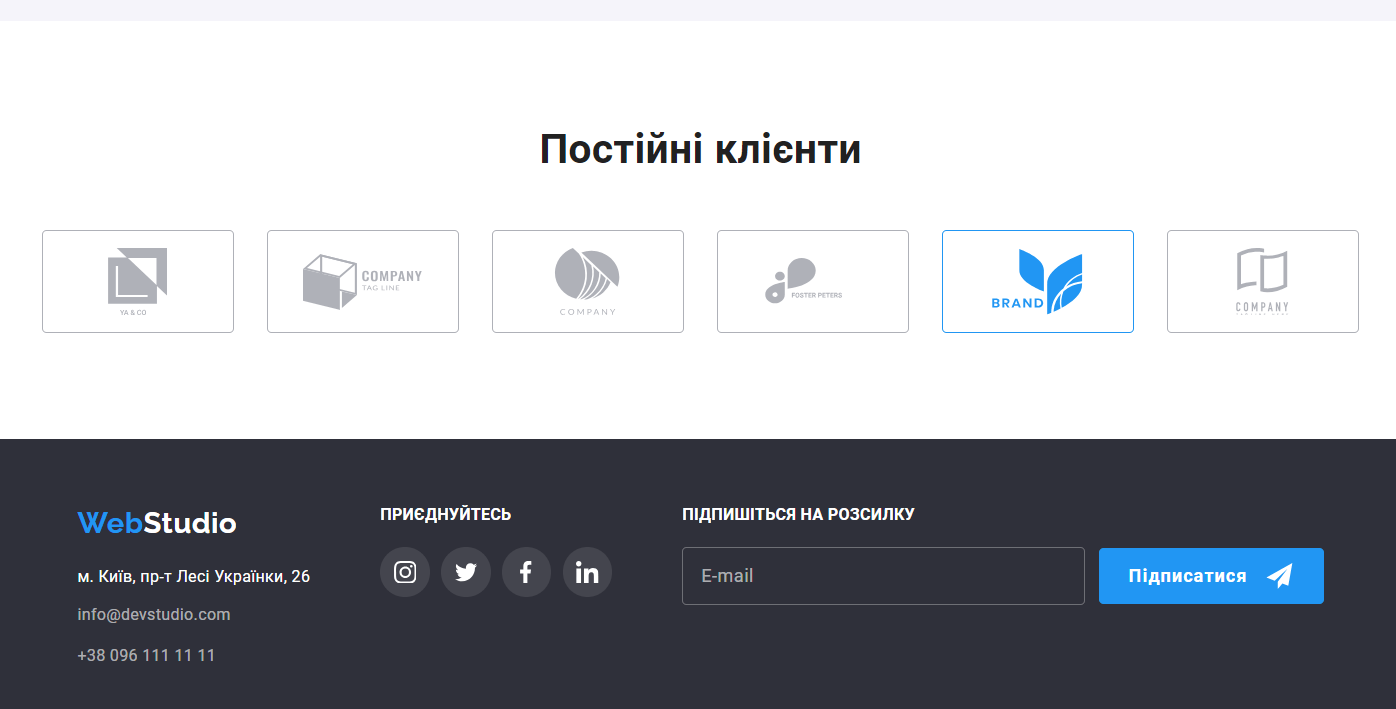 Постійні клієнти
YA & CO
COMPANY
TAG LINE
COMPANY
FOSTER PETERS
BRAND
COMPANY
WebStudio
м. Київ, пр-т Лесі Українки, 26
info@devstudio.com
+38 096 111 11 11
ПРИЄДНУЙТЕСЬ
ПІДПИШІТЬСЯ НА РОЗСИЛКУ
E-mail
Підписатися